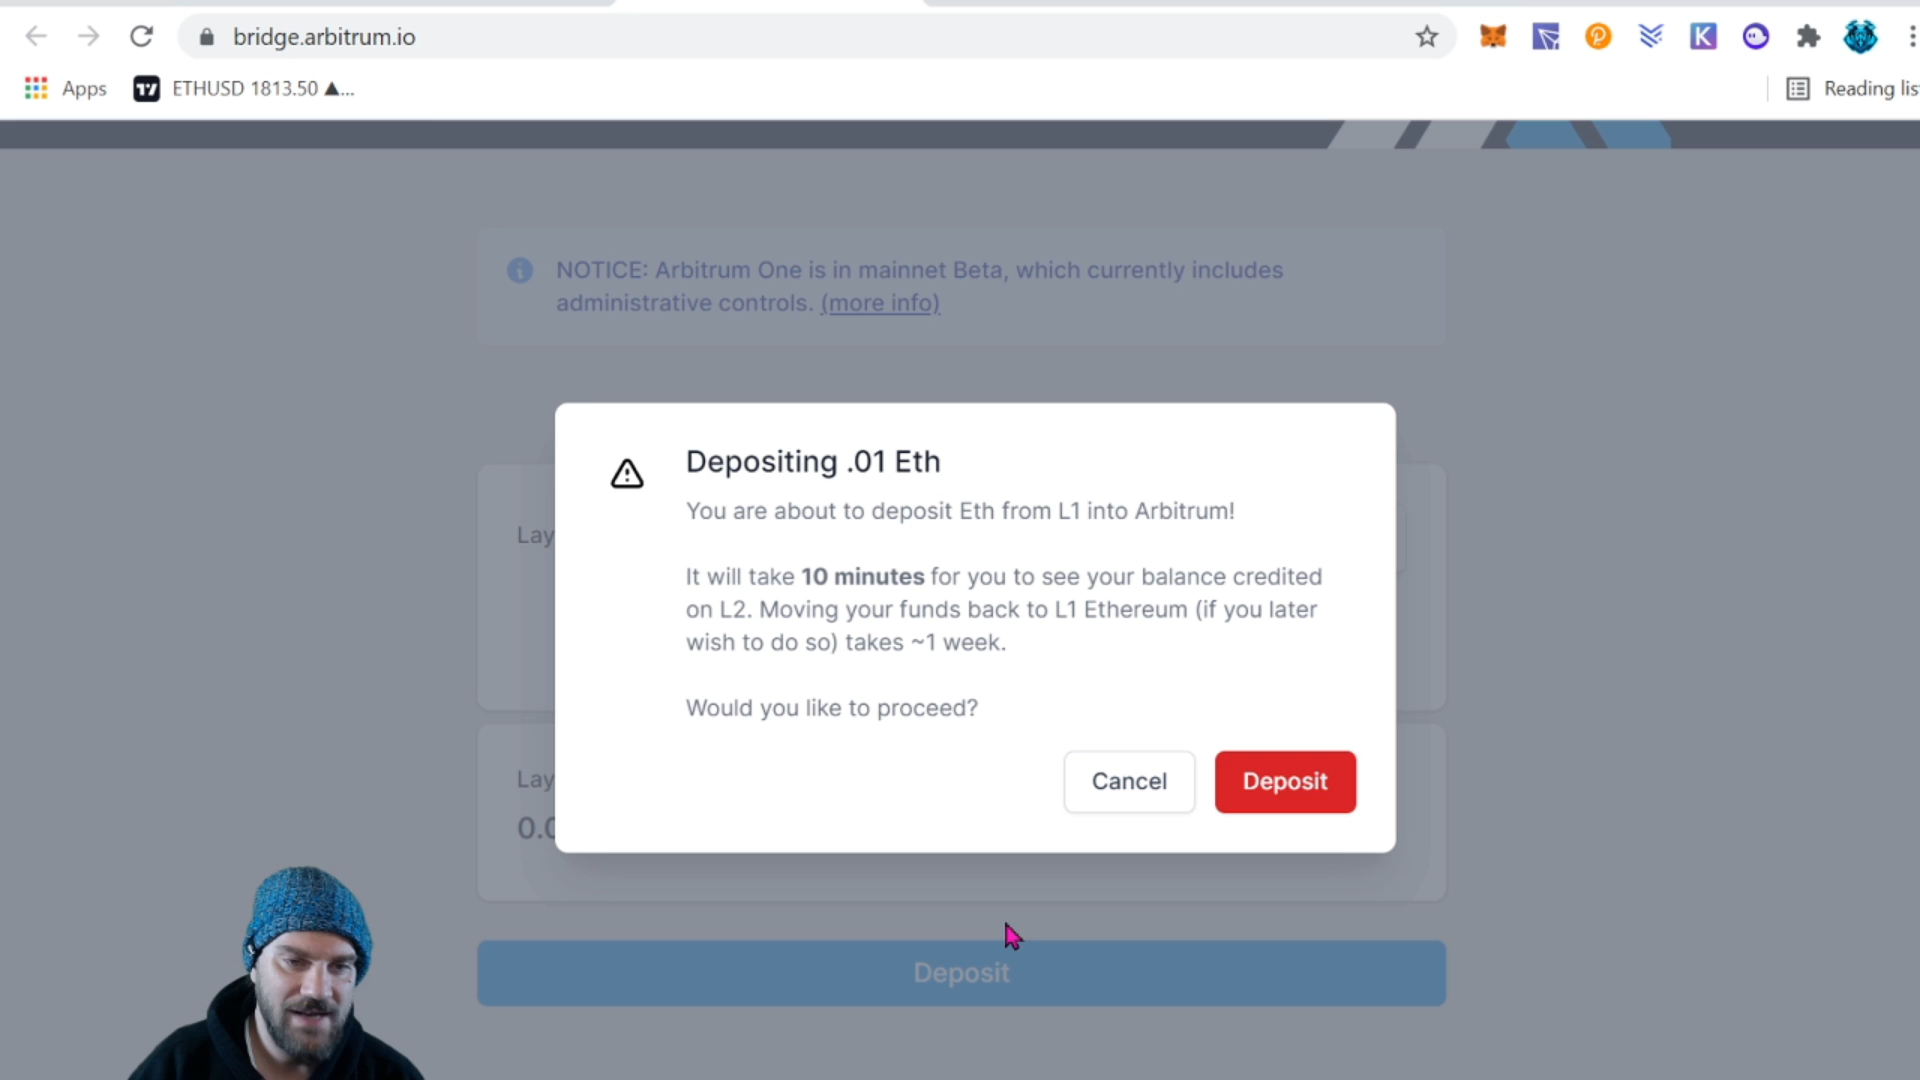 bridge.arbitrum.io
Apps
ETHUSD 1813.50 ▲...
Reading lis
NOTICE: Arbitrum One is in mainnet Beta, which currently includes
administrative controls. (more info)
Lay
Depositing .01 Eth
You are about to deposit Eth from L1 into Arbitrum!
It will take 10 minutes for you to see your balance credited
on L2. Moving your funds back to L1 Ethereum (if you later
wish to do so) takes ~1 week.
Would you like to proceed?
Cancel
Deposit
Lay
0.0
Deposit